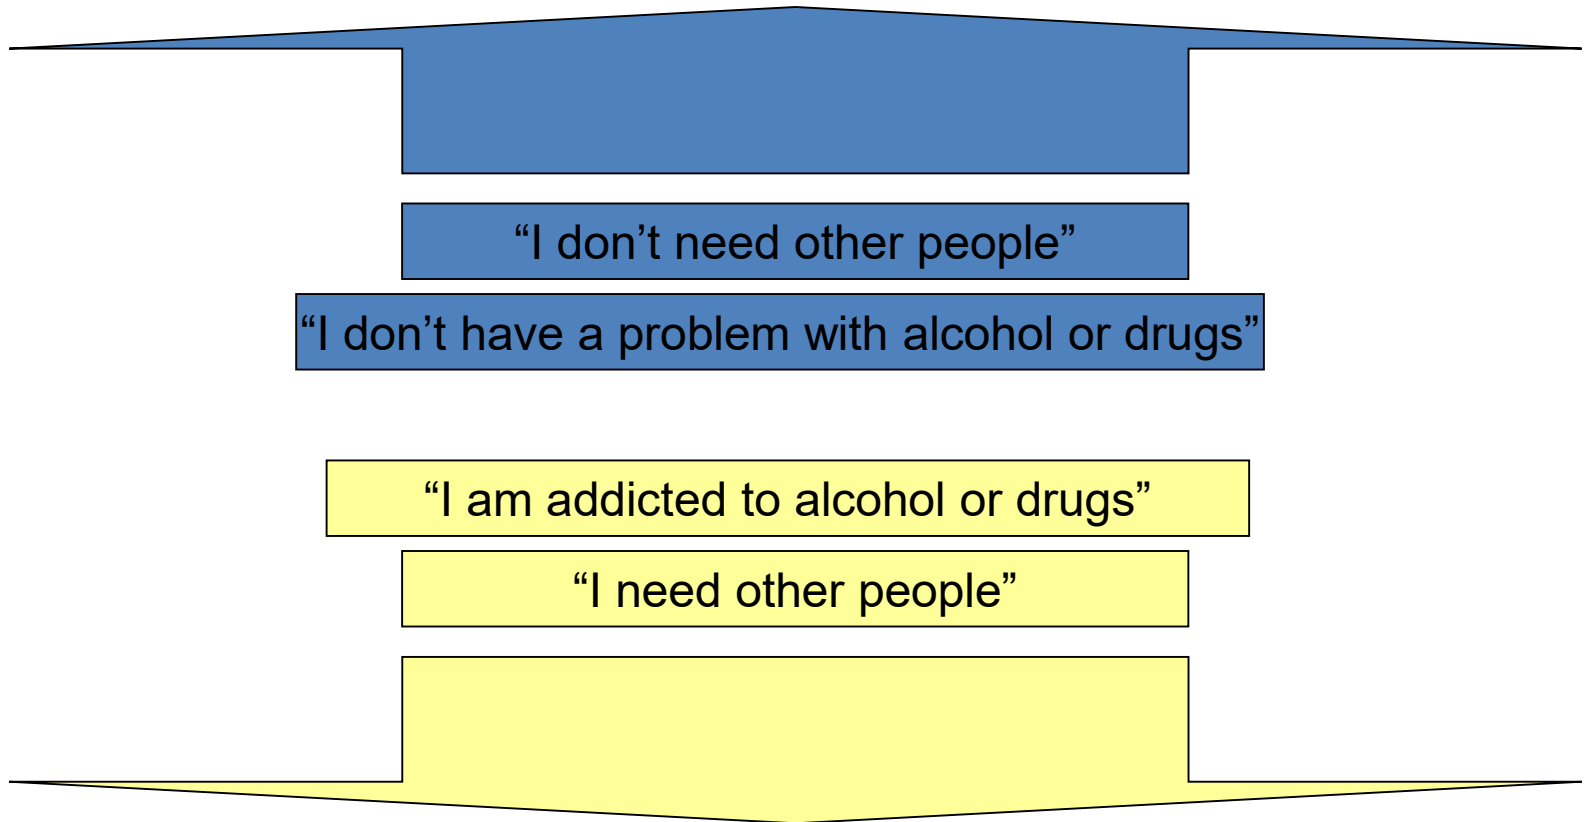 “I don’t need other people”
“I don’t have a problem with alcohol or drugs”
“I am addicted to alcohol or drugs”
“I need other people”